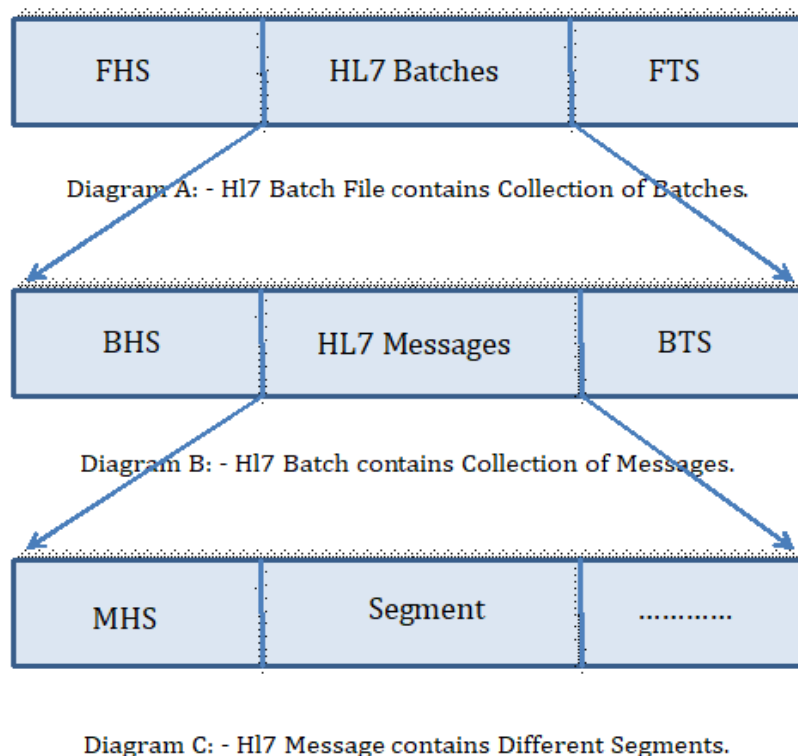 FHS HL7 Batches FTS
Diagram A: - Hl7 Batch File contains Collection of Batches.
BHS HL7 Messages BTS
Diagram B: - Hl7 Batch contains Collection of Messages.
MHS Segment …………
Diagram C: - Hl7 Message contains Different Segments.